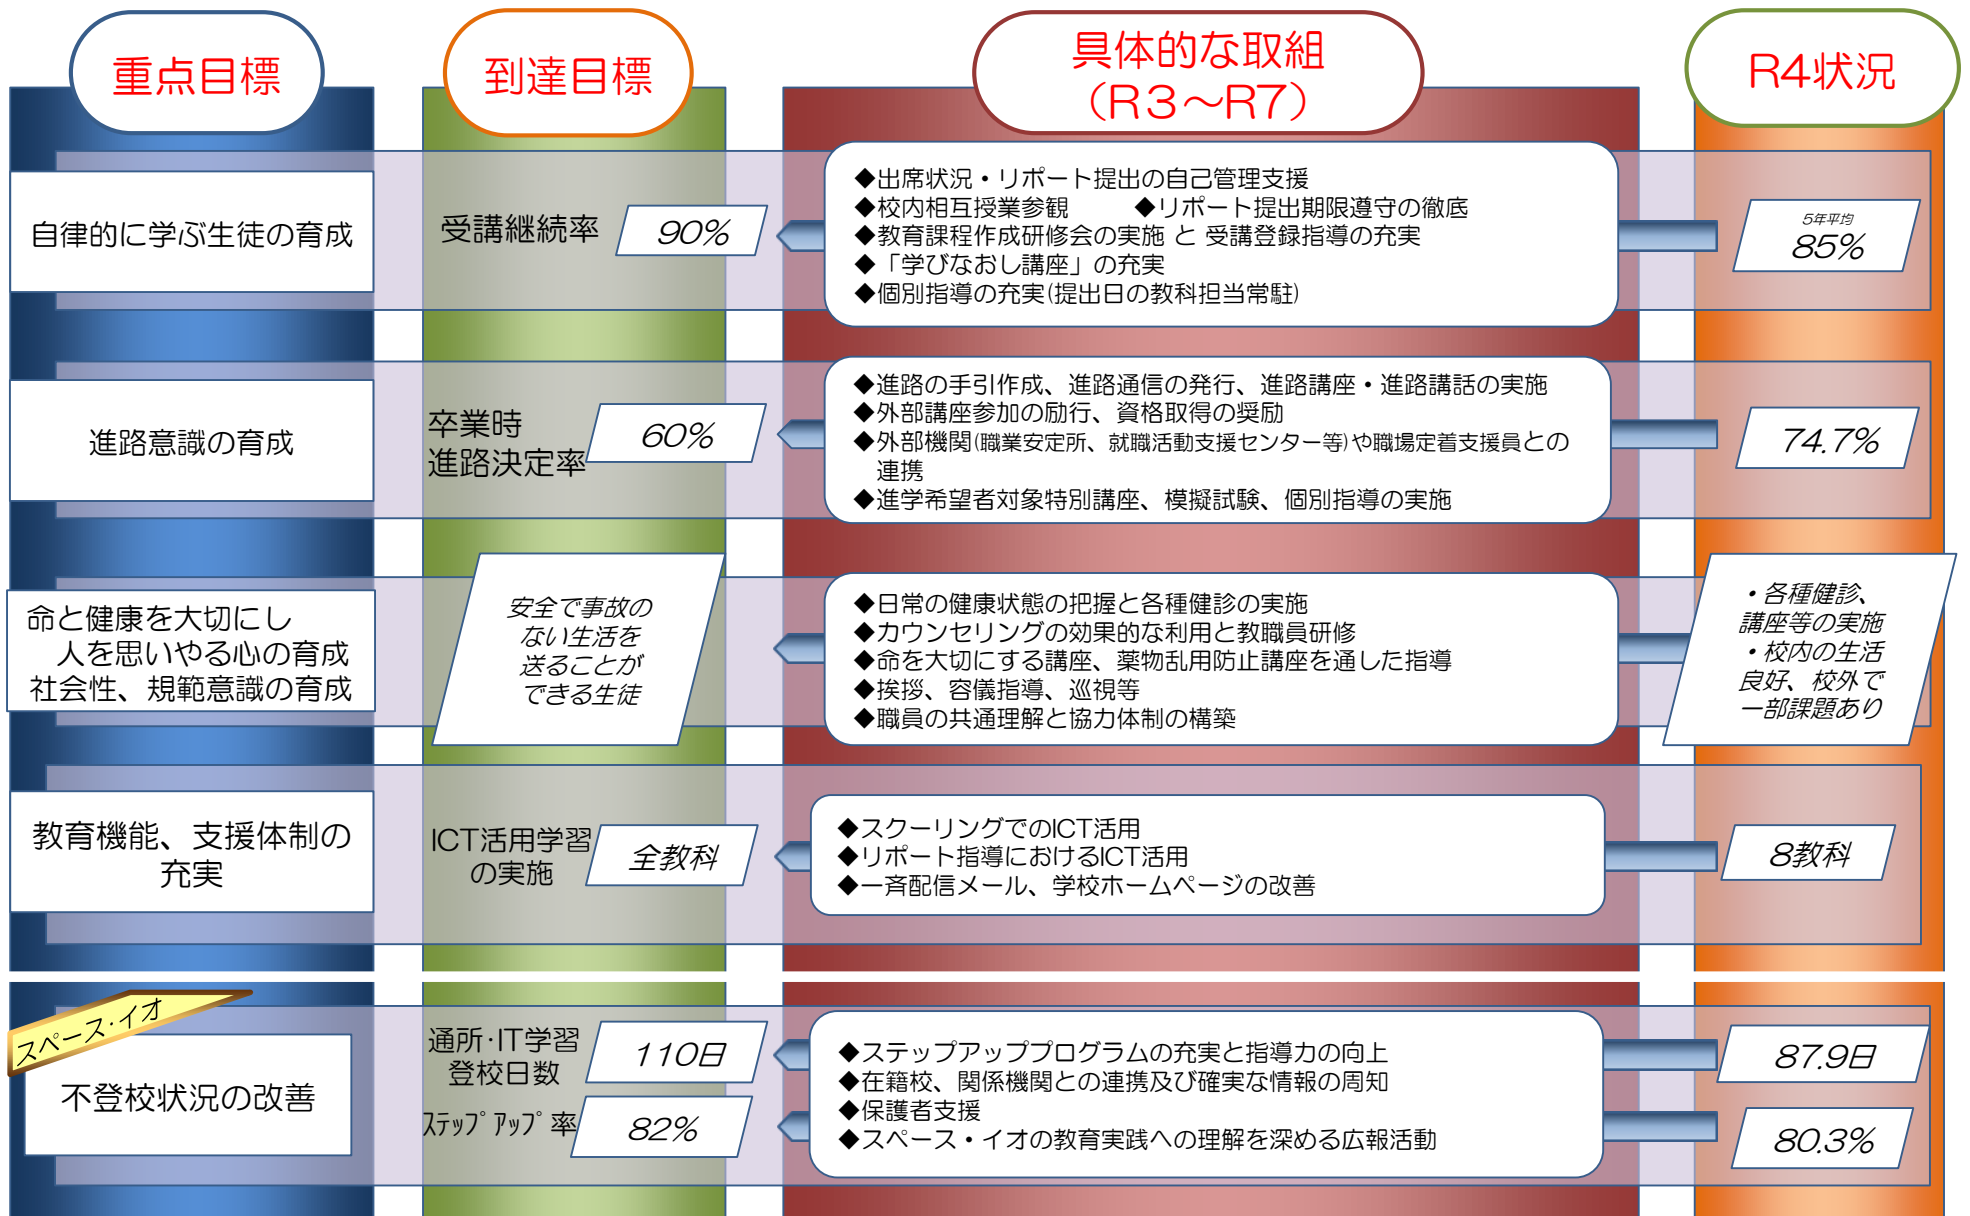 重点目標
到達目標
具体的な取組
（R３～R７）
R4状況
自律的に学ぶ生徒の育成
受講継続率
90%
◆出席状況・リポート提出の自己管理支援
◆校内相互授業参観　　　◆リポート提出期限遵守の徹底
◆教育課程作成研修会の実施 と 受講登録指導の充実
◆「学びなおし講座」の充実
◆個別指導の充実(提出日の教科担当常駐)
5年平均
85%
進路意識の育成
卒業時
進路決定率
60%
◆進路の手引作成、進路通信の発行、進路講座・進路講話の実施
◆外部講座参加の励行、資格取得の奨励
◆外部機関(職業安定所、就職活動支援センター等)や職場定着支援員との
連携
◆進学希望者対象特別講座、模擬試験、個別指導の実施
74.7%
命と健康を大切にし
人を思いやる心の育成
社会性、規範意識の育成
安全で事故の
ない生活を
送ることが
できる生徒
◆日常の健康状態の把握と各種健診の実施
◆カウンセリングの効果的な利用と教職員研修
◆命を大切にする講座、薬物乱用防止講座を通した指導
◆挨拶、容儀指導、巡視等
◆職員の共通理解と協力体制の構築
・各種健診、
講座等の実施
・校内の生活
良好、校外で
一部課題あり
教育機能、支援体制の
充実
ICT活用学習
の実施
全教科
◆スクーリングでのICT活用
◆リポート指導におけるICT活用
◆一斉配信メール、学校ホームページの改善
8教科
スペース・イオ
不登校状況の改善
通所・IT学習
登校日数
110日
ｽﾃｯﾌﾟｱｯﾌﾟ率
82%
◆ステップアッププログラムの充実と指導力の向上
◆在籍校、関係機関との連携及び確実な情報の周知
◆保護者支援
◆スペース・イオの教育実践への理解を深める広報活動
87.9日
80.3%